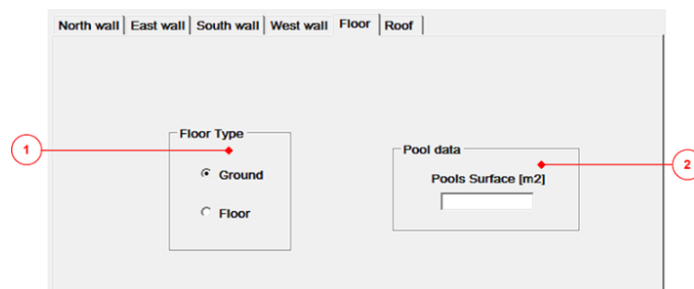 North wall East wall South wall West wall Floor Roof
Floor Type
1
Ground
Floor
Pool data
2
Pools Surface [m2]